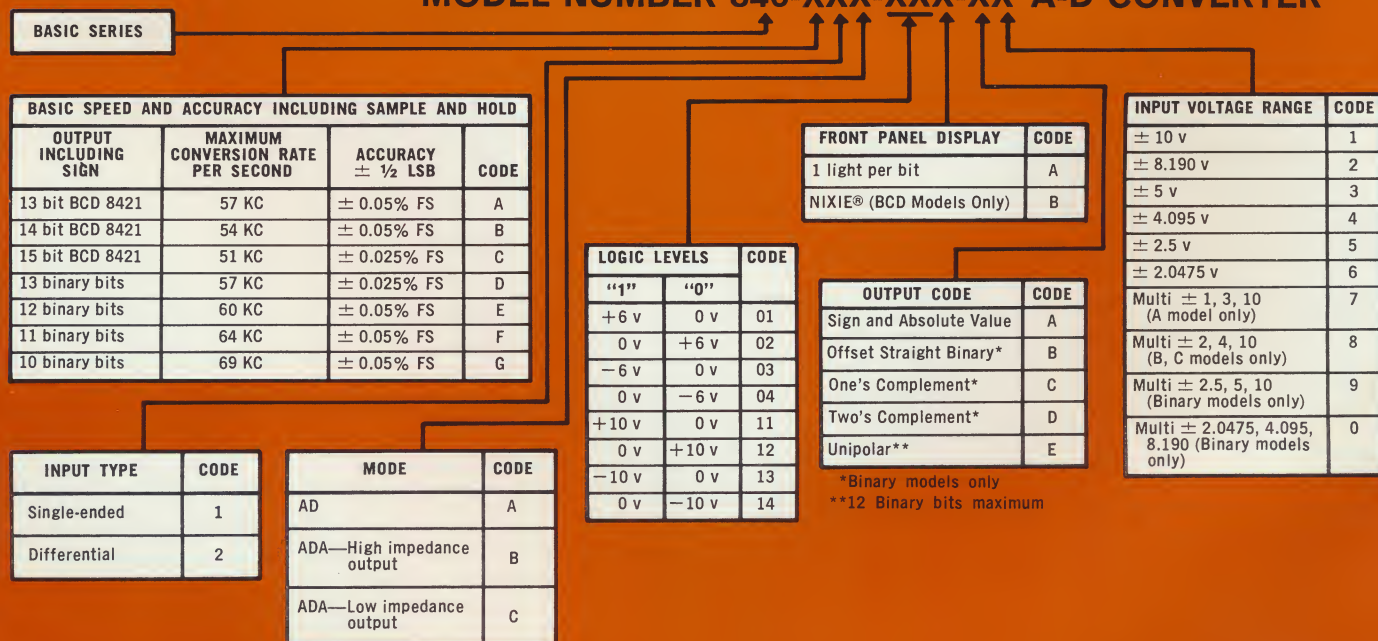 MODEL NUMBER A-D CONVERTER
BASIC SERIES
BASIC SPEED AND ACCURACY INCLUDING SAMPLE AND HOLD
OUTPUT INCLUDING SIGN MAXIMUM CONVERSION RATE PER SECOND ACCURACY ± ½ LSB CODE
13 bit BCD 8421 57 KC ± 0.05% FS A
14 bit BCD 8421 54 KC ± 0.05% FS B
15 bit BCD 8421 51 KC ± 0.025% FS C
13 binary bits 57 KC ± 0.025% FS D
12 binary bits 60 KC ± 0.05% FS E
11 binary bits 64 KC ± 0.05% FS F
10 binary bits 69 KC ± 0.05% FS G
INPUT TYPE CODE
Single-ended 1
Differential 2
MODE CODE
AD A
ADA—High impedance
output B
ADA—Low impedance
output C
LOGIC LEVELS CODE
“1” “0”
+6 v 0 v 01
0 v +6 v 02
−6 v 0 v 03
0 v −6 v 04
+10 v 0 v 11
0 v +10 v 12
−10 v 0 v 13
0 v −10 v 14
FRONT PANEL DISPLAY CODE
1 light per bit A
NIXIE® (BCD Models Only) B
OUTPUT CODE CODE
Sign and Absolute Value A
Offset Straight Binary* B
One's Complement* C
Two's Complement* D
Unipolar** E
*Binary models only
**12 Binary bits maximum
INPUT VOLTAGE RANGE CODE
± 10 v 1
± 8.190 v 2
± 5 v 3
± 4.095 v 4
± 2.5 v 5
± 2.0475 v 6
Multi ± 1, 3, 10 7
(A model only)
Multi ± 2, 4, 10 8
(B, C models only)
Multi ± 2.5, 5, 10 9
(Binary models only)
Multi ± 2.0475, 4.095, 0
8.190 (Binary models
only)